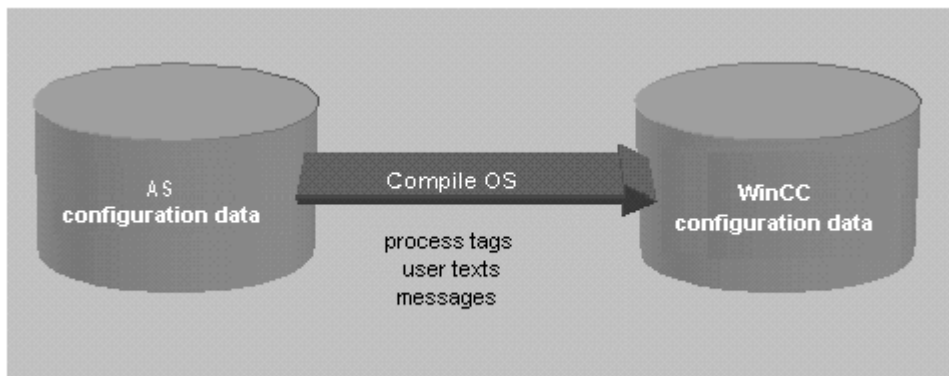 AS
configuration data
Compile OS
process tags
user texts
messages
WinCC
configuration data